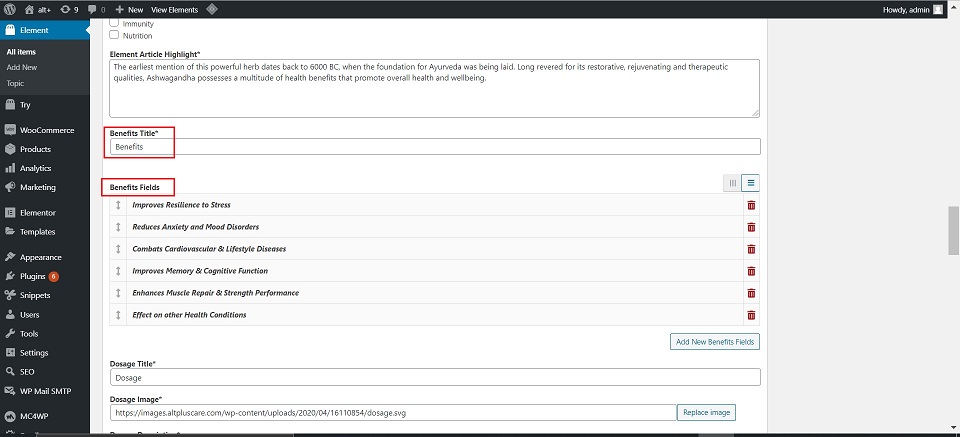 alt+ 9 0 New View Elements Howdy, admin
Element
All items
Add New
Topic
Try
WooCommerce
Products
Analytics
Marketing
Elementor
Templates
Appearance
Plugins 6
Snippets
Users
Tools
Settings
SEO
WP Mail SMTP
MC4WP
Immunity
Nutrition
Element Article Highlight*
The earliest mention of this powerful herb dates back to 6000 BC, when the foundation for Ayurveda was being laid. Long revered for its restorative, rejuvenating and therapeutic
qualities, Ashwagandha possesses a multitude of health benefits that promote overall health and wellbeing.
Benefits Title*
Benefits
Benefits Fields
Improves Resilience to Stress
Reduces Anxiety and Mood Disorders
Combats Cardiovascular & Lifestyle Diseases
Improves Memory & Cognitive Function
Enhances Muscle Repair & Strength Performance
Effect on other Health Conditions
Add New Benefits Fields
Dosage Title*
Dosage
Dosage Image*
https://images.altpluscare.com/wp-content/uploads/2020/04/16110854/dosage.svg
Replace image